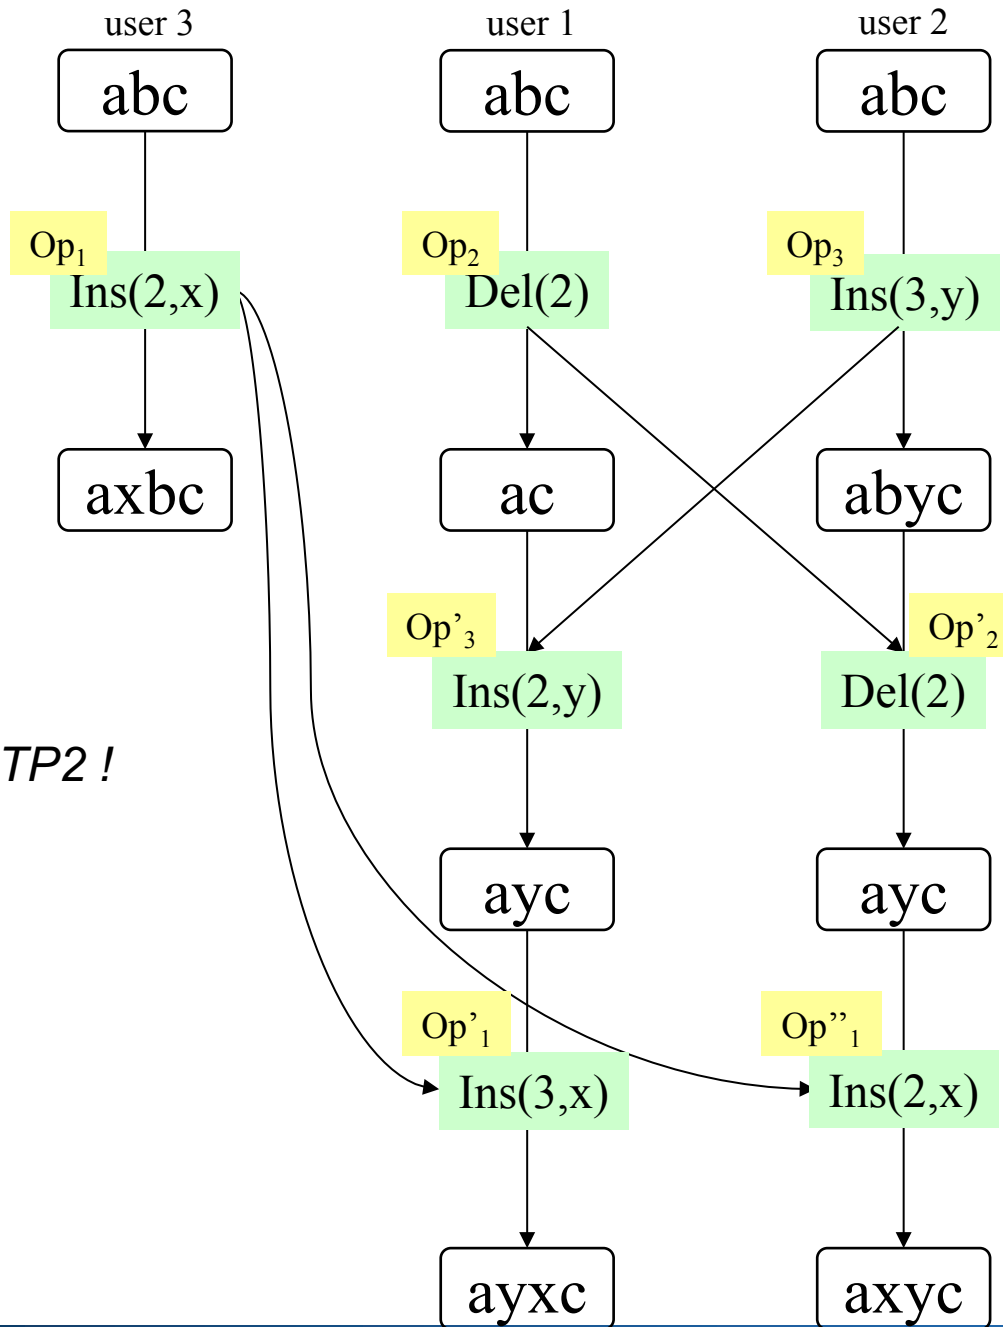 user 3
user 1
user 2
abc
abc
abc
Op₁
Op₂
Op₃
Ins(2,x)
Del(2)
Ins(3,y)
axbc
ac
abyc
Op’₃
Op’₂
Ins(2,y)
Del(2)
TP2 !
ayc
ayc
Op’₁
Op’’₁
Ins(3,x)
Ins(2,x)
ayxc
axyc